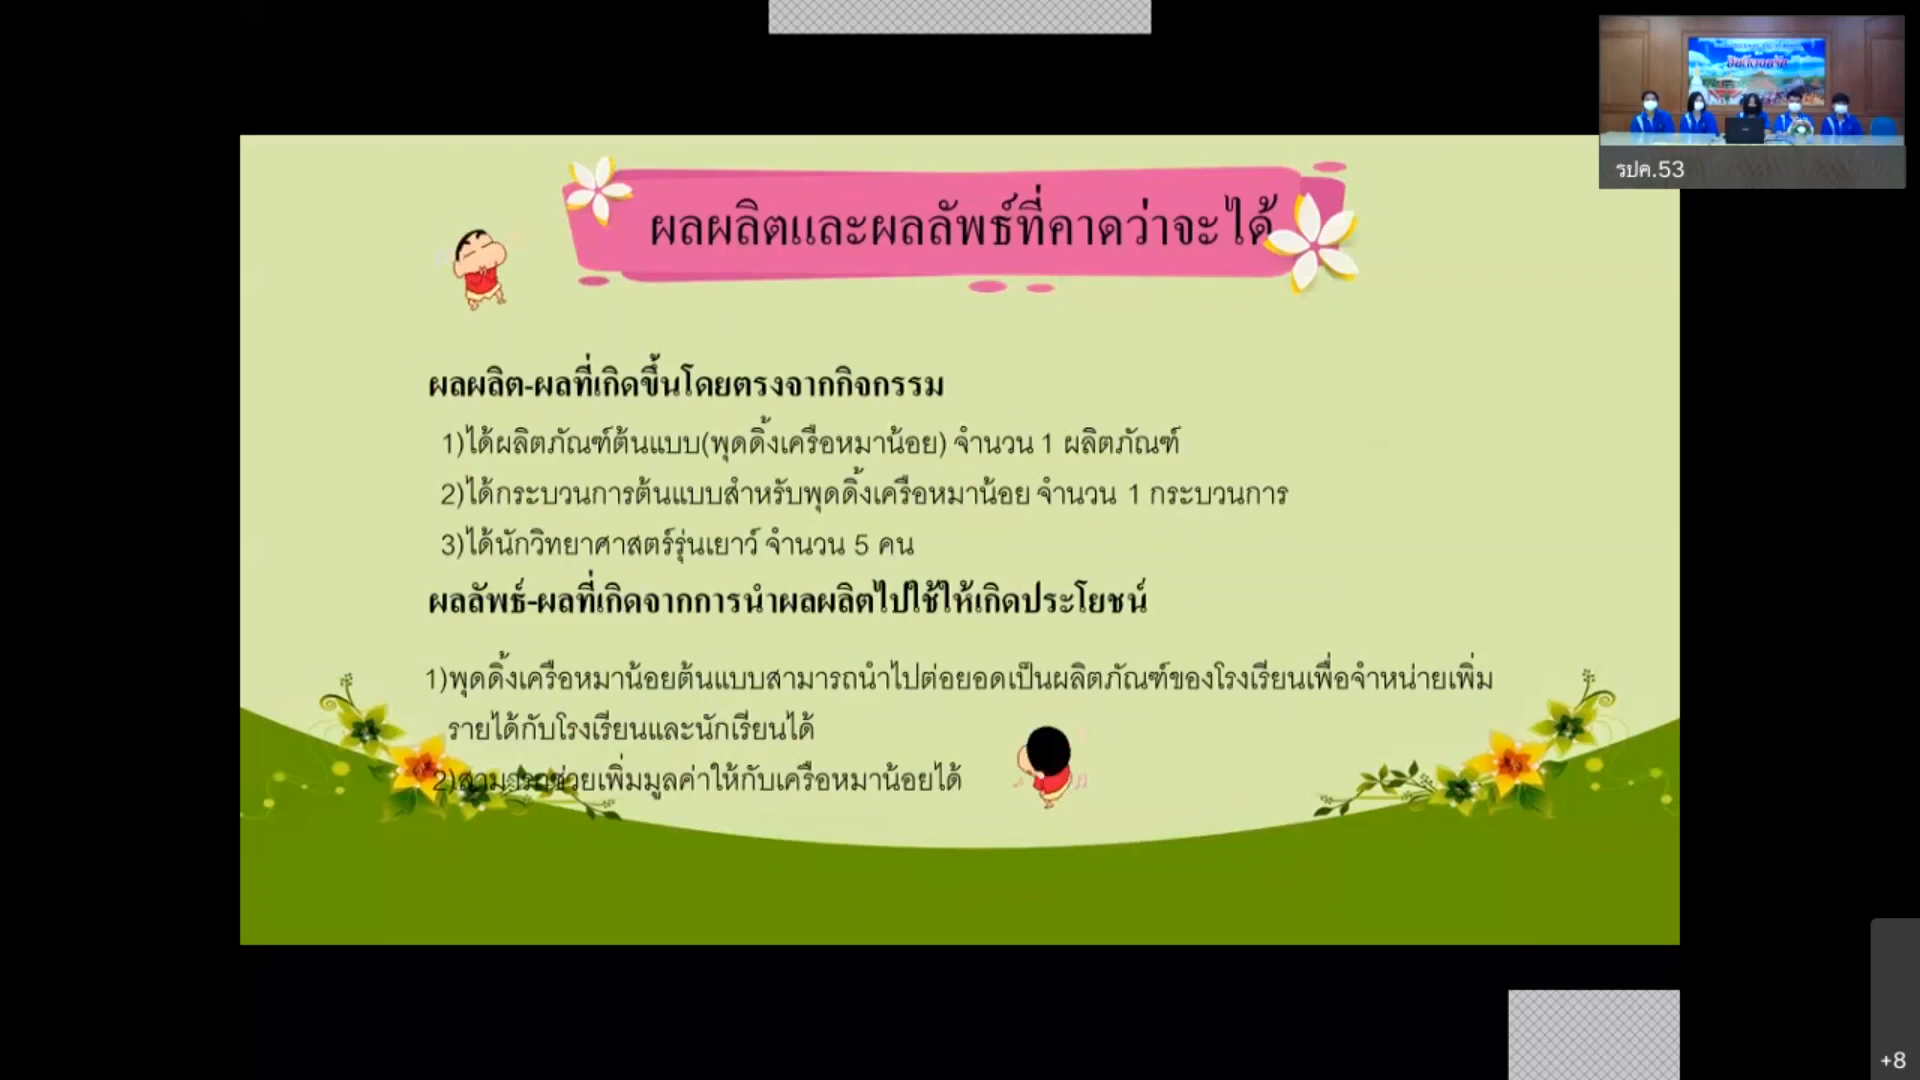 ผลผลิตและผลลัพธ์ที่คาดว่าจะได้
รปค.53
ผลผลิต-ผลที่เกิดขึ้นโดยตรงจากกิจกรรม
1)ได้ผลิตภัณฑ์ต้นแบบ(พุดดิ้งเครือหมาน้อย) จำนวน 1 ผลิตภัณฑ์
2)ได้กระบวนการต้นแบบสำหรับพุดดิ้งเครือหมาน้อย จำนวน 1 กระบวนการ
3)ได้นักวิทยาศาสตร์รุ่นเยาว์ จำนวน 5 คน
ผลลัพธ์-ผลที่เกิดจากการนำผลผลิตไปใช้ให้เกิดประโยชน์
1)พุดดิ้งเครือหมาน้อยต้นแบบสามารถนำไปต่อยอดเป็นผลิตภัณฑ์ของโรงเรียนเพื่อจำหน่ายเพิ่ม
รายได้กับโรงเรียนและนักเรียนได้
2)สามารถช่วยเพิ่มมูลค่าให้กับเครือหมาน้อยได้
+8